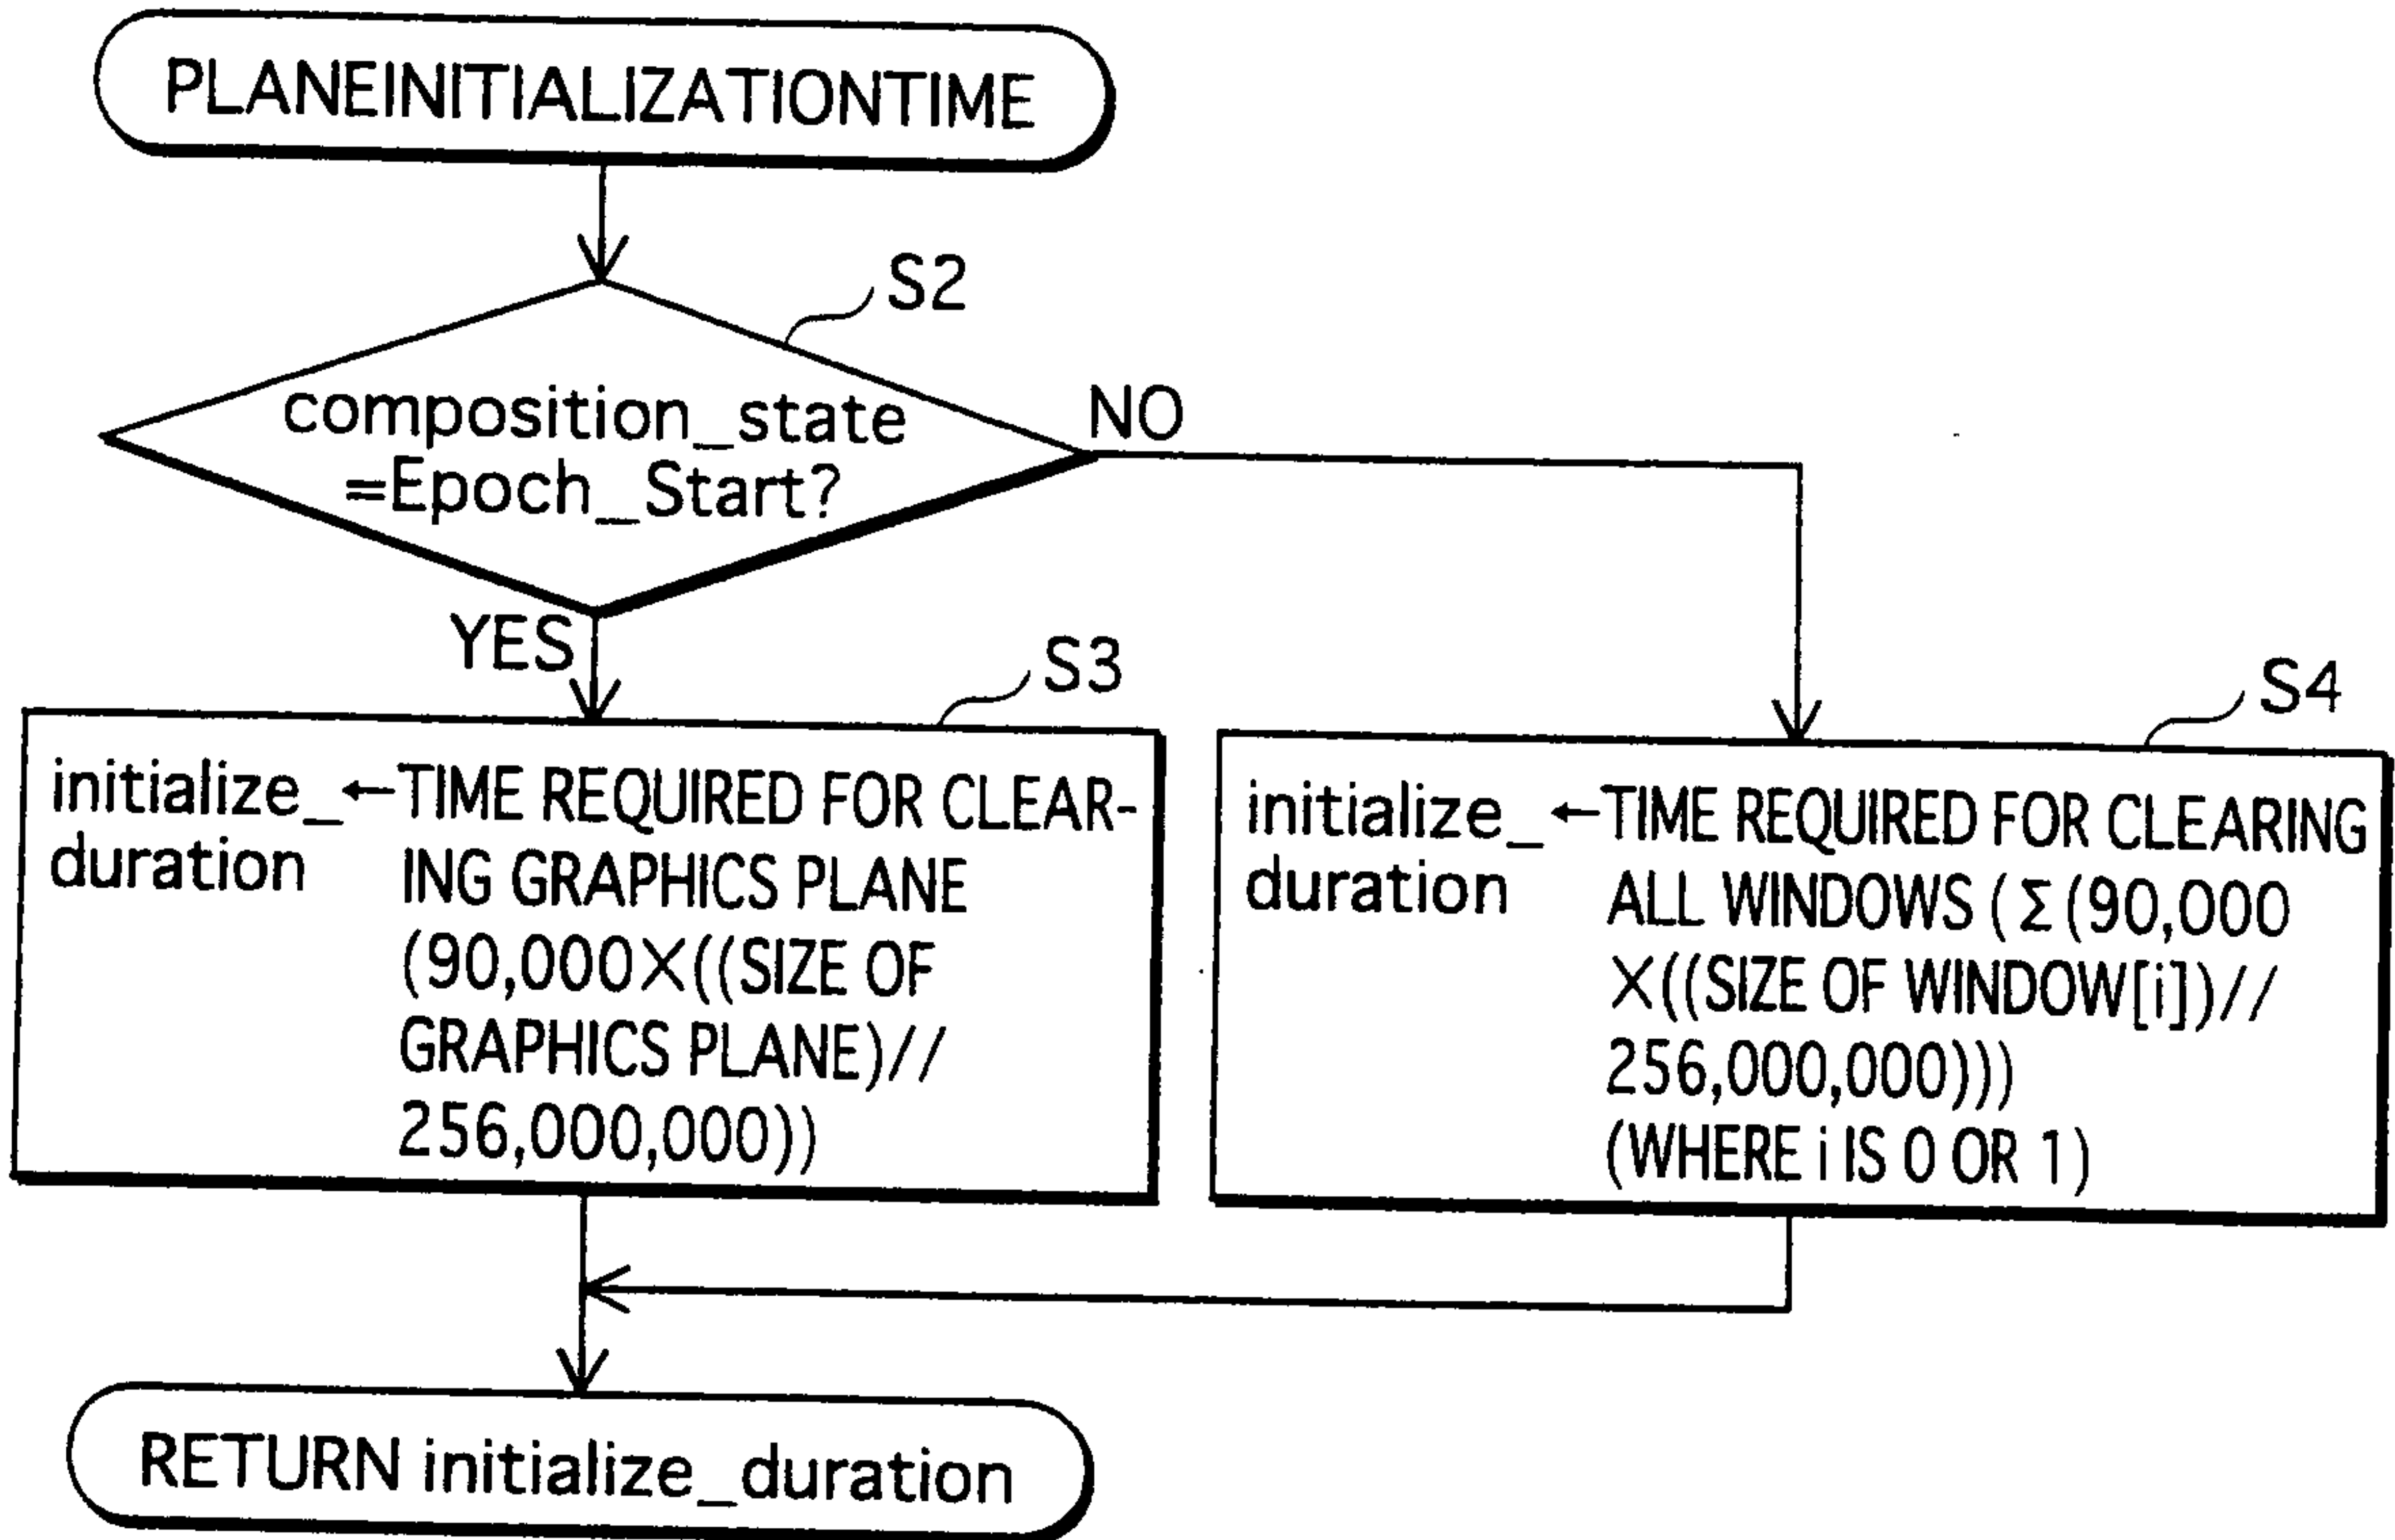 PLANEINITIALIZATIONTIME
S2
composition_state
=Epoch_Start?
NO
YES
S3
initialize_ ←TIME REQUIRED FOR CLEAR-
duration ING GRAPHICS PLANE
(90,000×((SIZE OF
GRAPHICS PLANE)//
256,000,000))
S4
initialize_ ←TIME REQUIRED FOR CLEARING
duration ALL WINDOWS (Σ(90,000
×((SIZE OF WINDOW[i])//
256,000,000)))
(WHERE i IS 0 OR 1)
RETURN initialize_duration